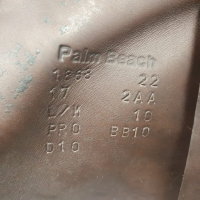 Palm Beach
1868 22
17 2AA
L/M 10
PRO BB10
D10